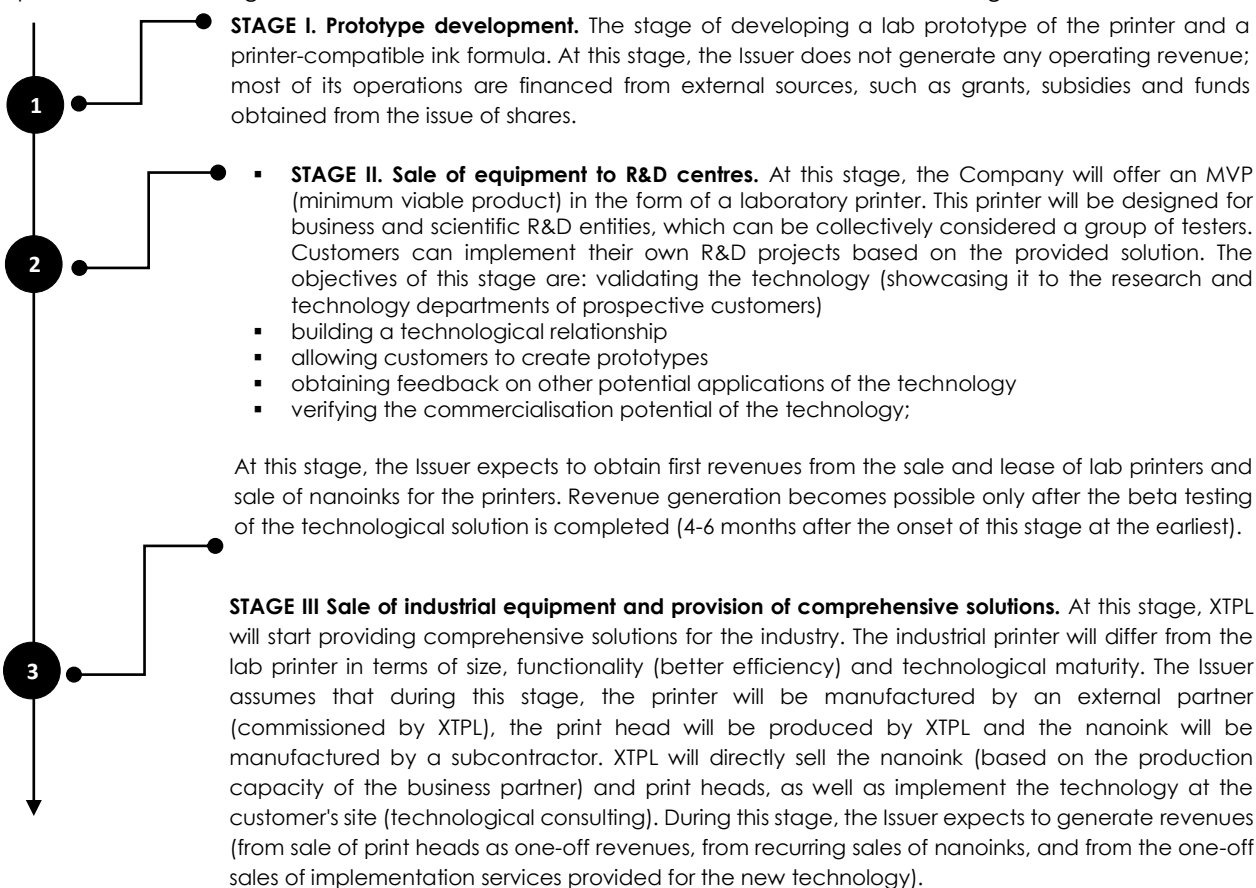 STAGE I. Prototype development. The stage of developing a lab prototype of the printer and a
printer-compatible ink formula. At this stage, the Issuer does not generate any operating revenue;
most of its operations are financed from external sources, such as grants, subsidies and funds
obtained from the issue of shares.
1
▪ STAGE II. Sale of equipment to R&D centres. At this stage, the Company will offer an MVP
(minimum viable product) in the form of a laboratory printer. This printer will be designed for
business and scientific R&D entities, which can be collectively considered a group of testers.
Customers can implement their own R&D projects based on the provided solution. The
objectives of this stage are: validating the technology (showcasing it to the research and
technology departments of prospective customers)
▪ building a technological relationship
▪ allowing customers to create prototypes
▪ obtaining feedback on other potential applications of the technology
▪ verifying the commercialisation potential of the technology;
2
At this stage, the Issuer expects to obtain first revenues from the sale and lease of lab printers and
sale of nanoinks for the printers. Revenue generation becomes possible only after the beta testing
of the technological solution is completed (4-6 months after the onset of this stage at the earliest).
STAGE III Sale of industrial equipment and provision of comprehensive solutions. At this stage, XTPL
will start providing comprehensive solutions for the industry. The industrial printer will differ from the
lab printer in terms of size, functionality (better efficiency) and technological maturity. The Issuer
assumes that during this stage, the printer will be manufactured by an external partner
(commissioned by XTPL), the print head will be produced by XTPL and the nanoink will be
manufactured by a subcontractor. XTPL will directly sell the nanoink (based on the production
capacity of the business partner) and print heads, as well as implement the technology at the
customer's site (technological consulting). During this stage, the Issuer expects to generate revenues
(from sale of print heads as one-off revenues, from recurring sales of nanoinks, and from the one-off
sales of implementation services provided for the new technology).
3